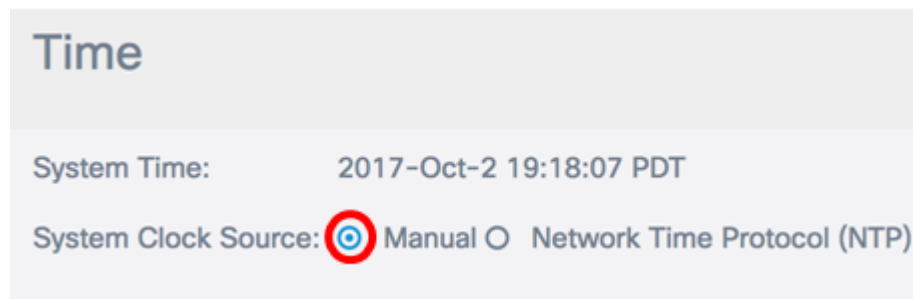 Time
System Time: 2017-Oct-2 19:18:07 PDT
System Clock Source: Manual Network Time Protocol (NTP)